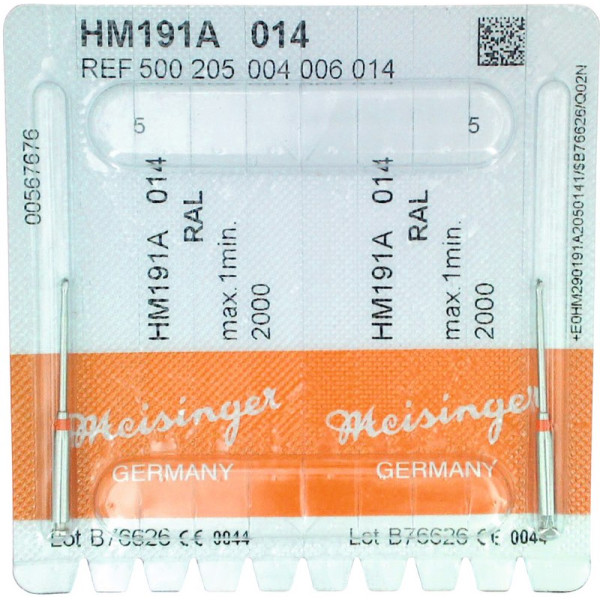 HM191A 014
REF 500 205 004 006 014
5
5
00567676
HM191A 014
RAL
max.1min.
2000
HM191A 014
RAL
max.1min.
2000
+E0HM290191A2050141/$B76626/Q02N
Meisinger
GERMANY
Meisinger
GERMANY
Lot B76626 CE 0044
Lot B76626 CE 0044